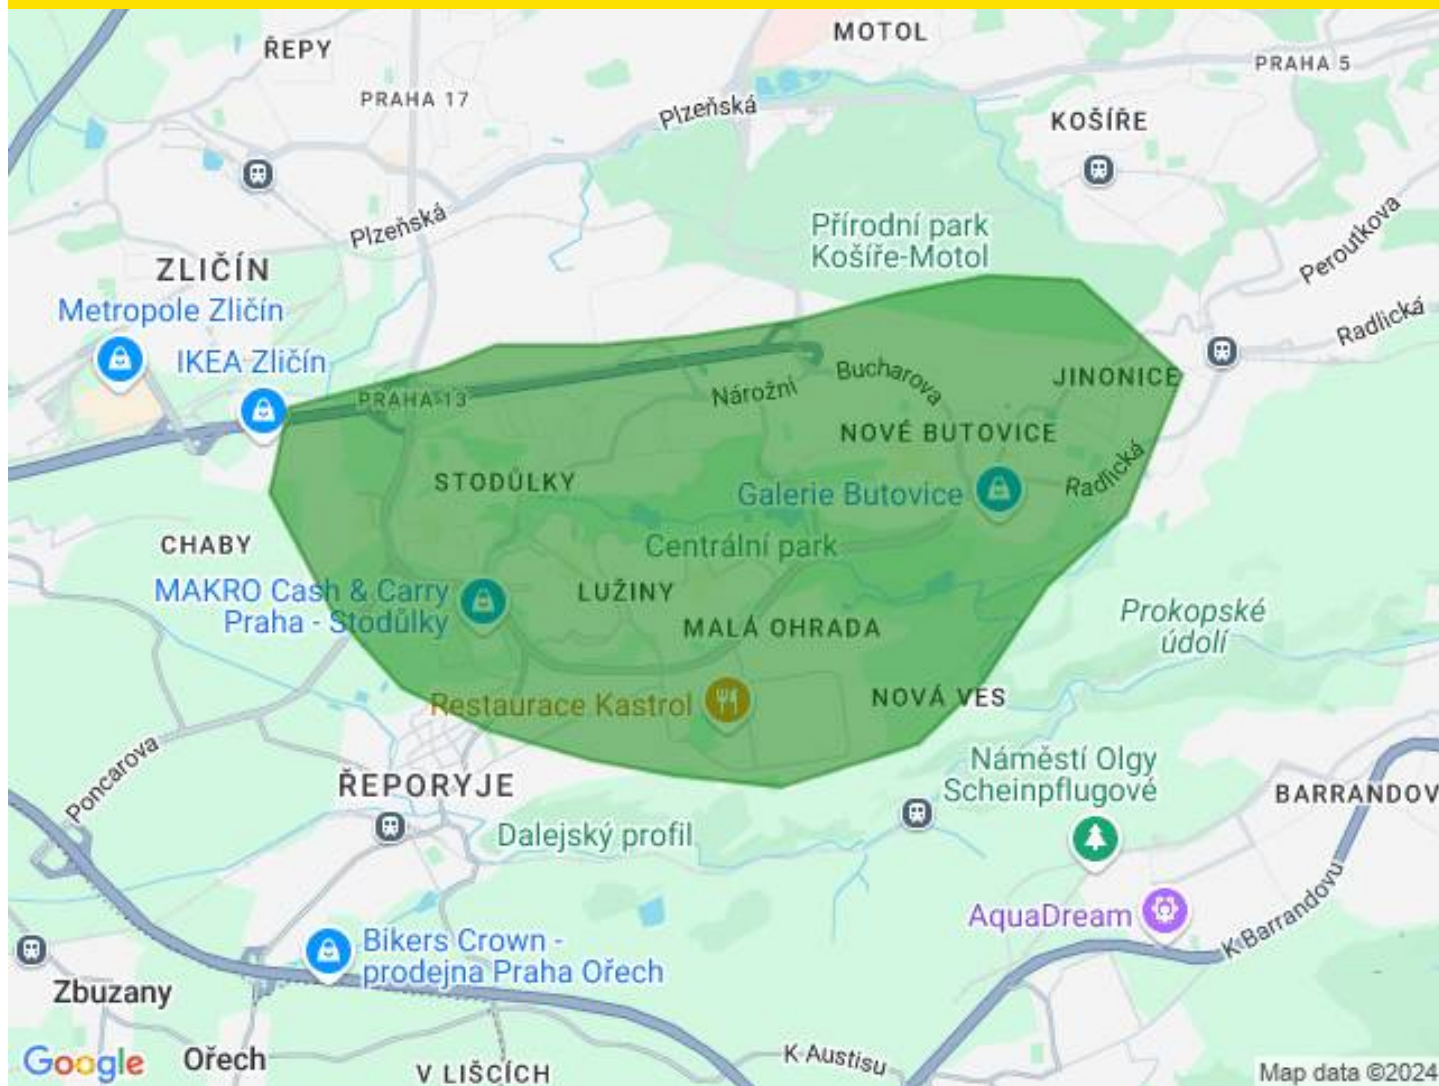 MOTOL
ŘEPY
PRAHA 5
PRAHA 17
Plzeňská
KOŠÍŘE
Plzeňská
Přírodní park
Košíře-Motol
Peroutkova
ZLIČÍN
Metropole Zličín
Radlická
IKEA Zličín
Bucharova
JINONICE
Nárožní
PRAHA 13
NOVÉ BUTOVICE
Radlická
STODŮLKY
Galerie Butovice
CHABY
Centrální park
MAKRO Cash & Carry
Praha - Stodůlky
LUŽINY
Prokopské
údolí
MALÁ OHRADA
Restaurace Kastrol
NOVÁ VES
Poncarova
Náměstí Olgy
Scheinpflugové
ŘEPORYJE
BARRANDOV
Dalejský profil
AquaDream
K Barrandovu
Bikers Crown -
prodejna Praha Ořech
Zbuzany
Google
Ořech
V LIŠCÍCH
K Austisu
Map data ©2024